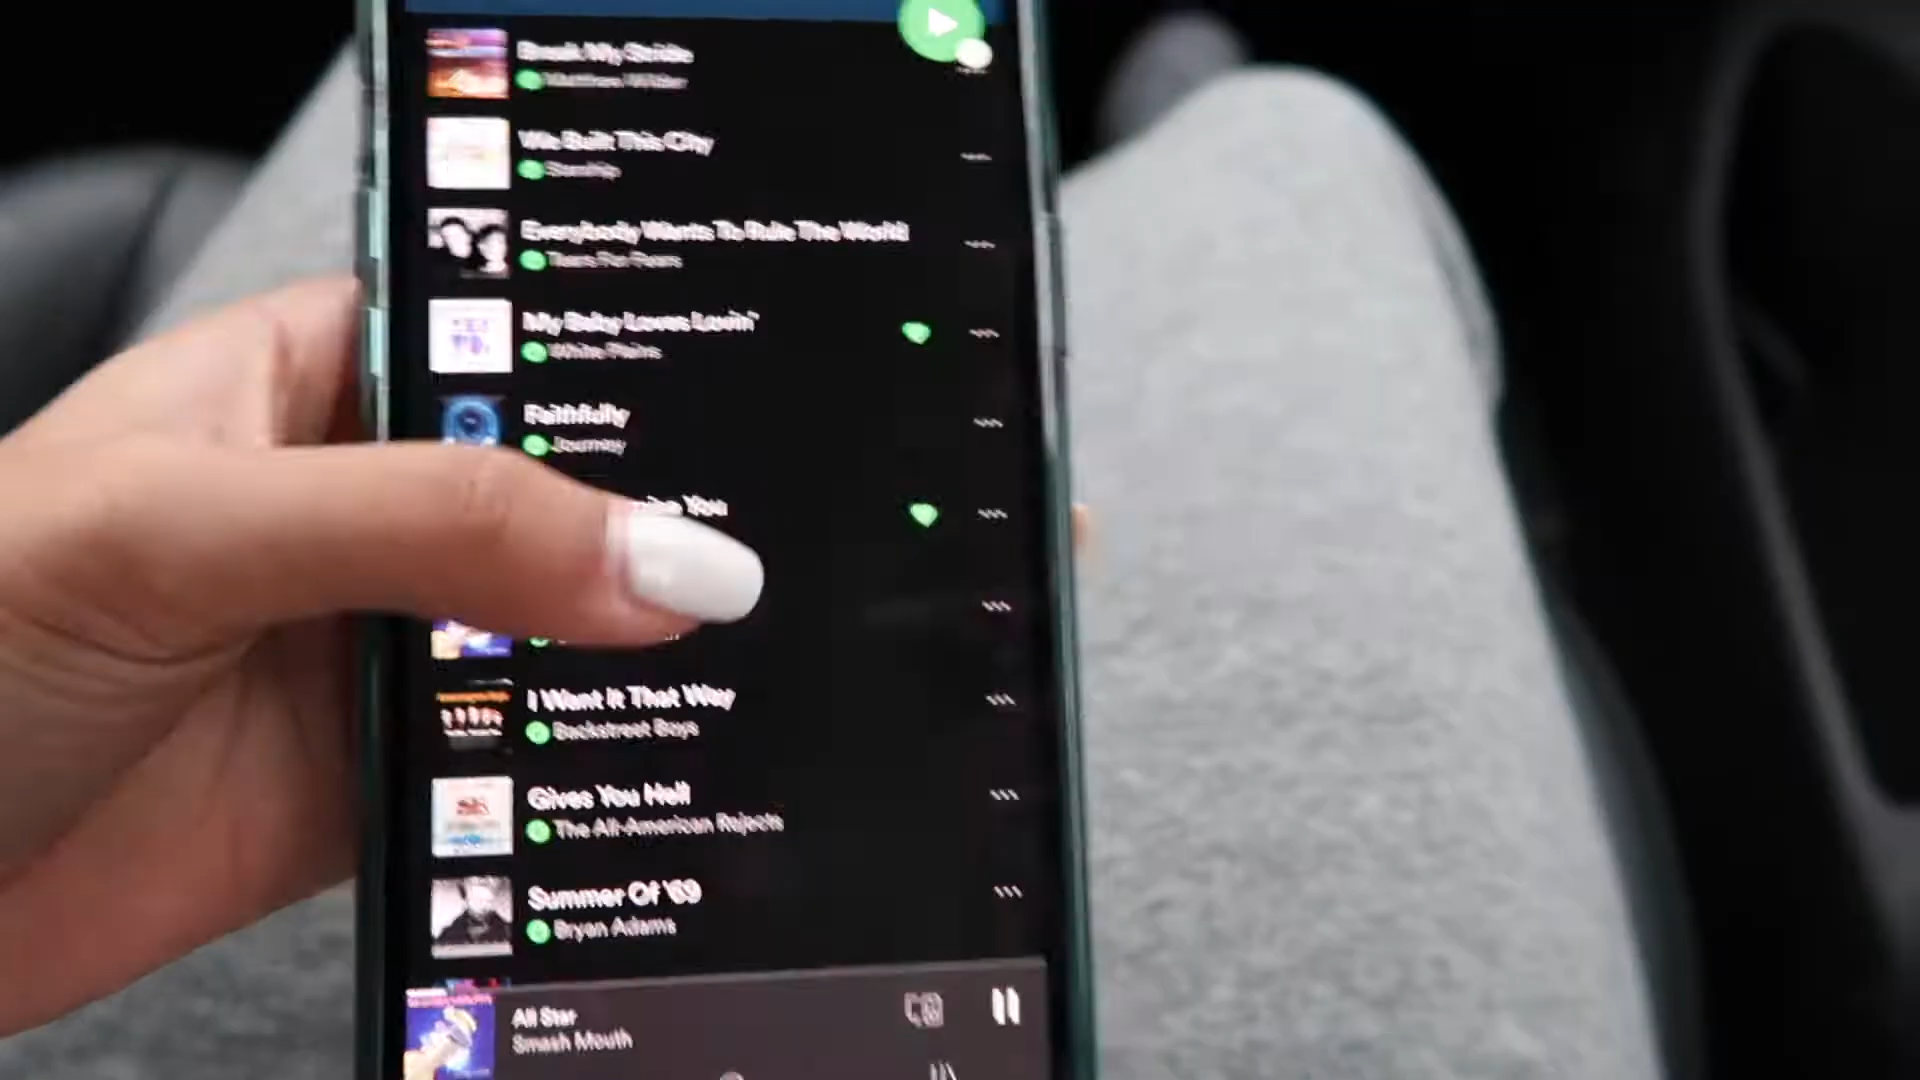 Break My Stride
Matthew Wilder
We Built This City
Starship
Everybody Wants To Rule The World
Tears For Fears
My Baby Loves Lovin'
White Plains
Faithfully
Journey
You
I Want It That Way
Backstreet Boys
Gives You Hell
The All-American Rejects
Summer Of '69
Bryan Adams
All Star
Smash Mouth